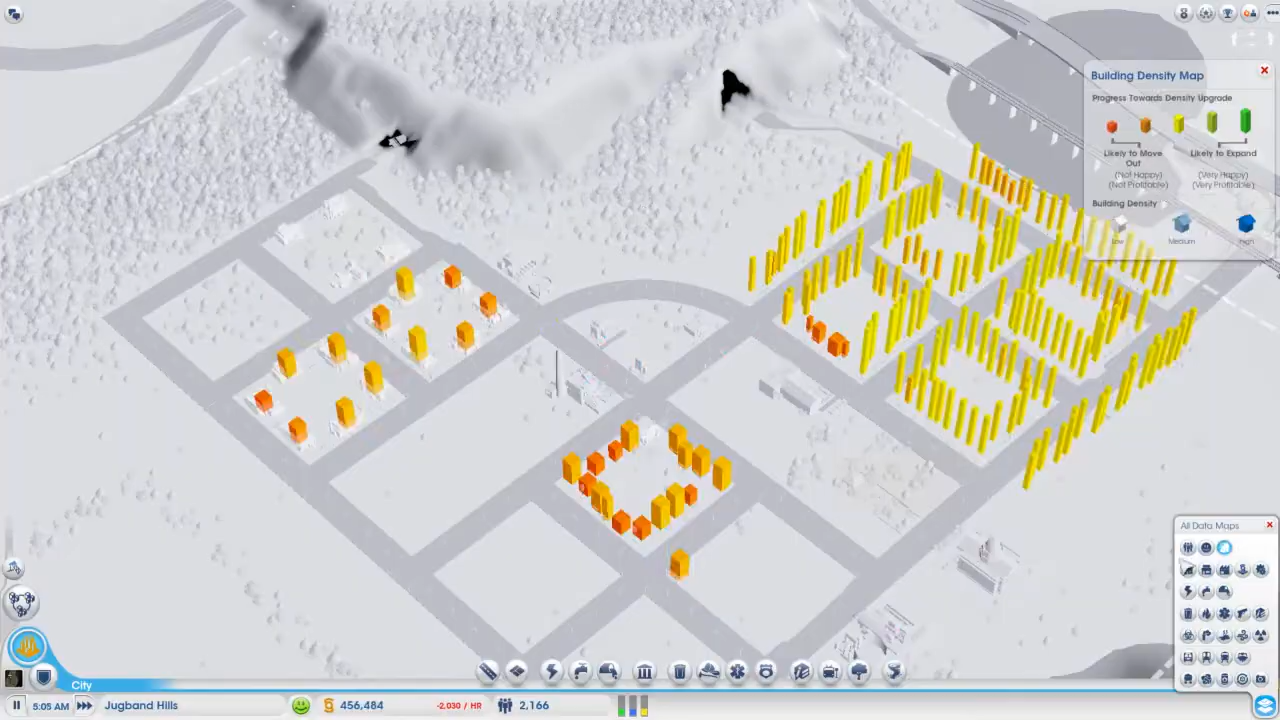 Building Density Map
Progress Towards Density Upgrade
Likely to Move Out
Likely to Expand
(Not Happy)
(Very Happy)
(Not Profitable)
(Very Profitable)
Building Density
Low
Medium
High
All Data Maps
City
5:05 AM
Jugband Hills
456,484
-2,030 / HR
2,166